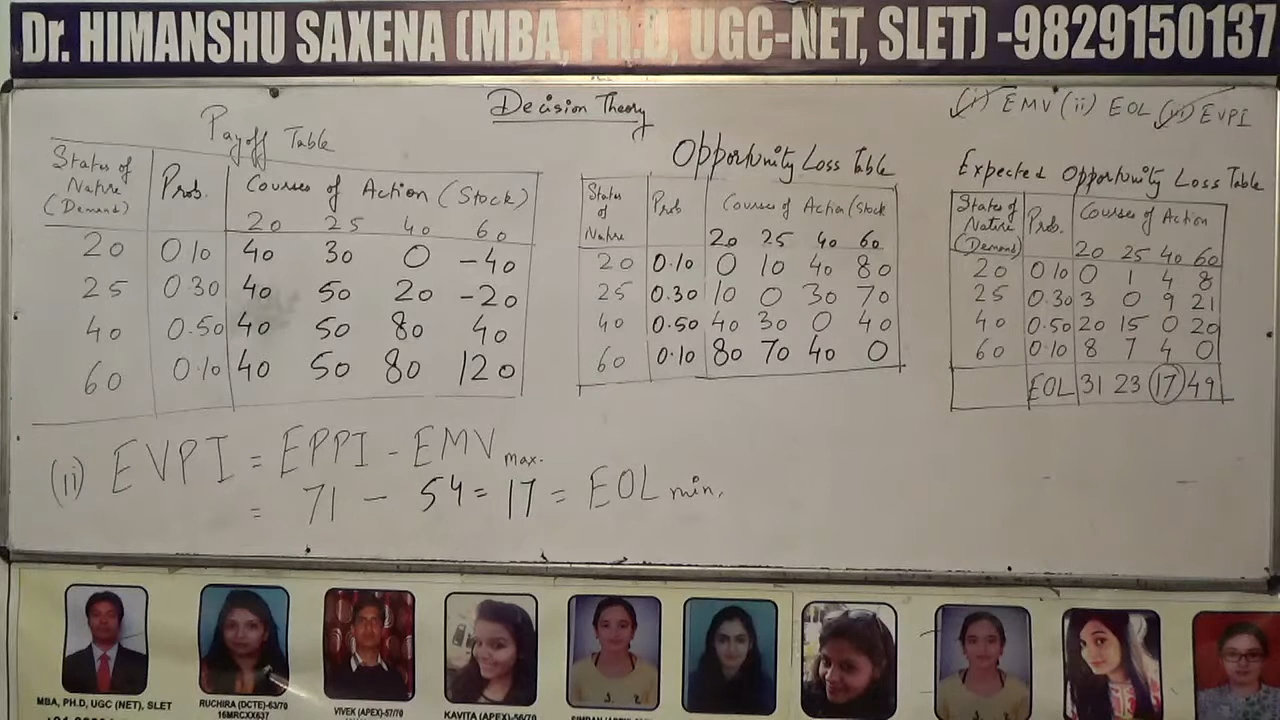 Dr. HIMANSHU SAXENA (MBA, Ph.D, UGC-NET, SLET) -9829150137
Decision Theory
(i) EMV (ii) EOL (iii) EVPI
Payoff Table
States of Nature (Demand) Prob. Courses of Action (Stock)
20 25 40 60
20 0.10 40 30 0 -40
25 0.30 40 50 20 -20
40 0.50 40 50 80 40
60 0.10 40 50 80 120
Opportunity Loss Table
States of Nature Prob Courses of Action (Stock
20 25 40 60
20 0.10 0 10 40 80
25 0.30 10 0 30 70
40 0.50 40 30 0 40
60 0.10 80 70 40 0
Expected Opportunity Loss Table
States of Nature (Demand) Prob. Courses of Action
20 25 40 60
20 0.10 0 1 4 8
25 0.30 3 0 9 21
40 0.50 20 15 0 20
60 0.10 8 7 4 0
EOL 31 23 17 49
(ii) EVPI = EPPI - EMV max.
= 71 - 54 = 17 = EOL min.
MBA, PH.D, UGC (NET), SLET
RUCHIRA (DCTE)-63/70
16MRCXX637
VIVEK (APEX)-57/70
KAVITA (APEX)-56/70